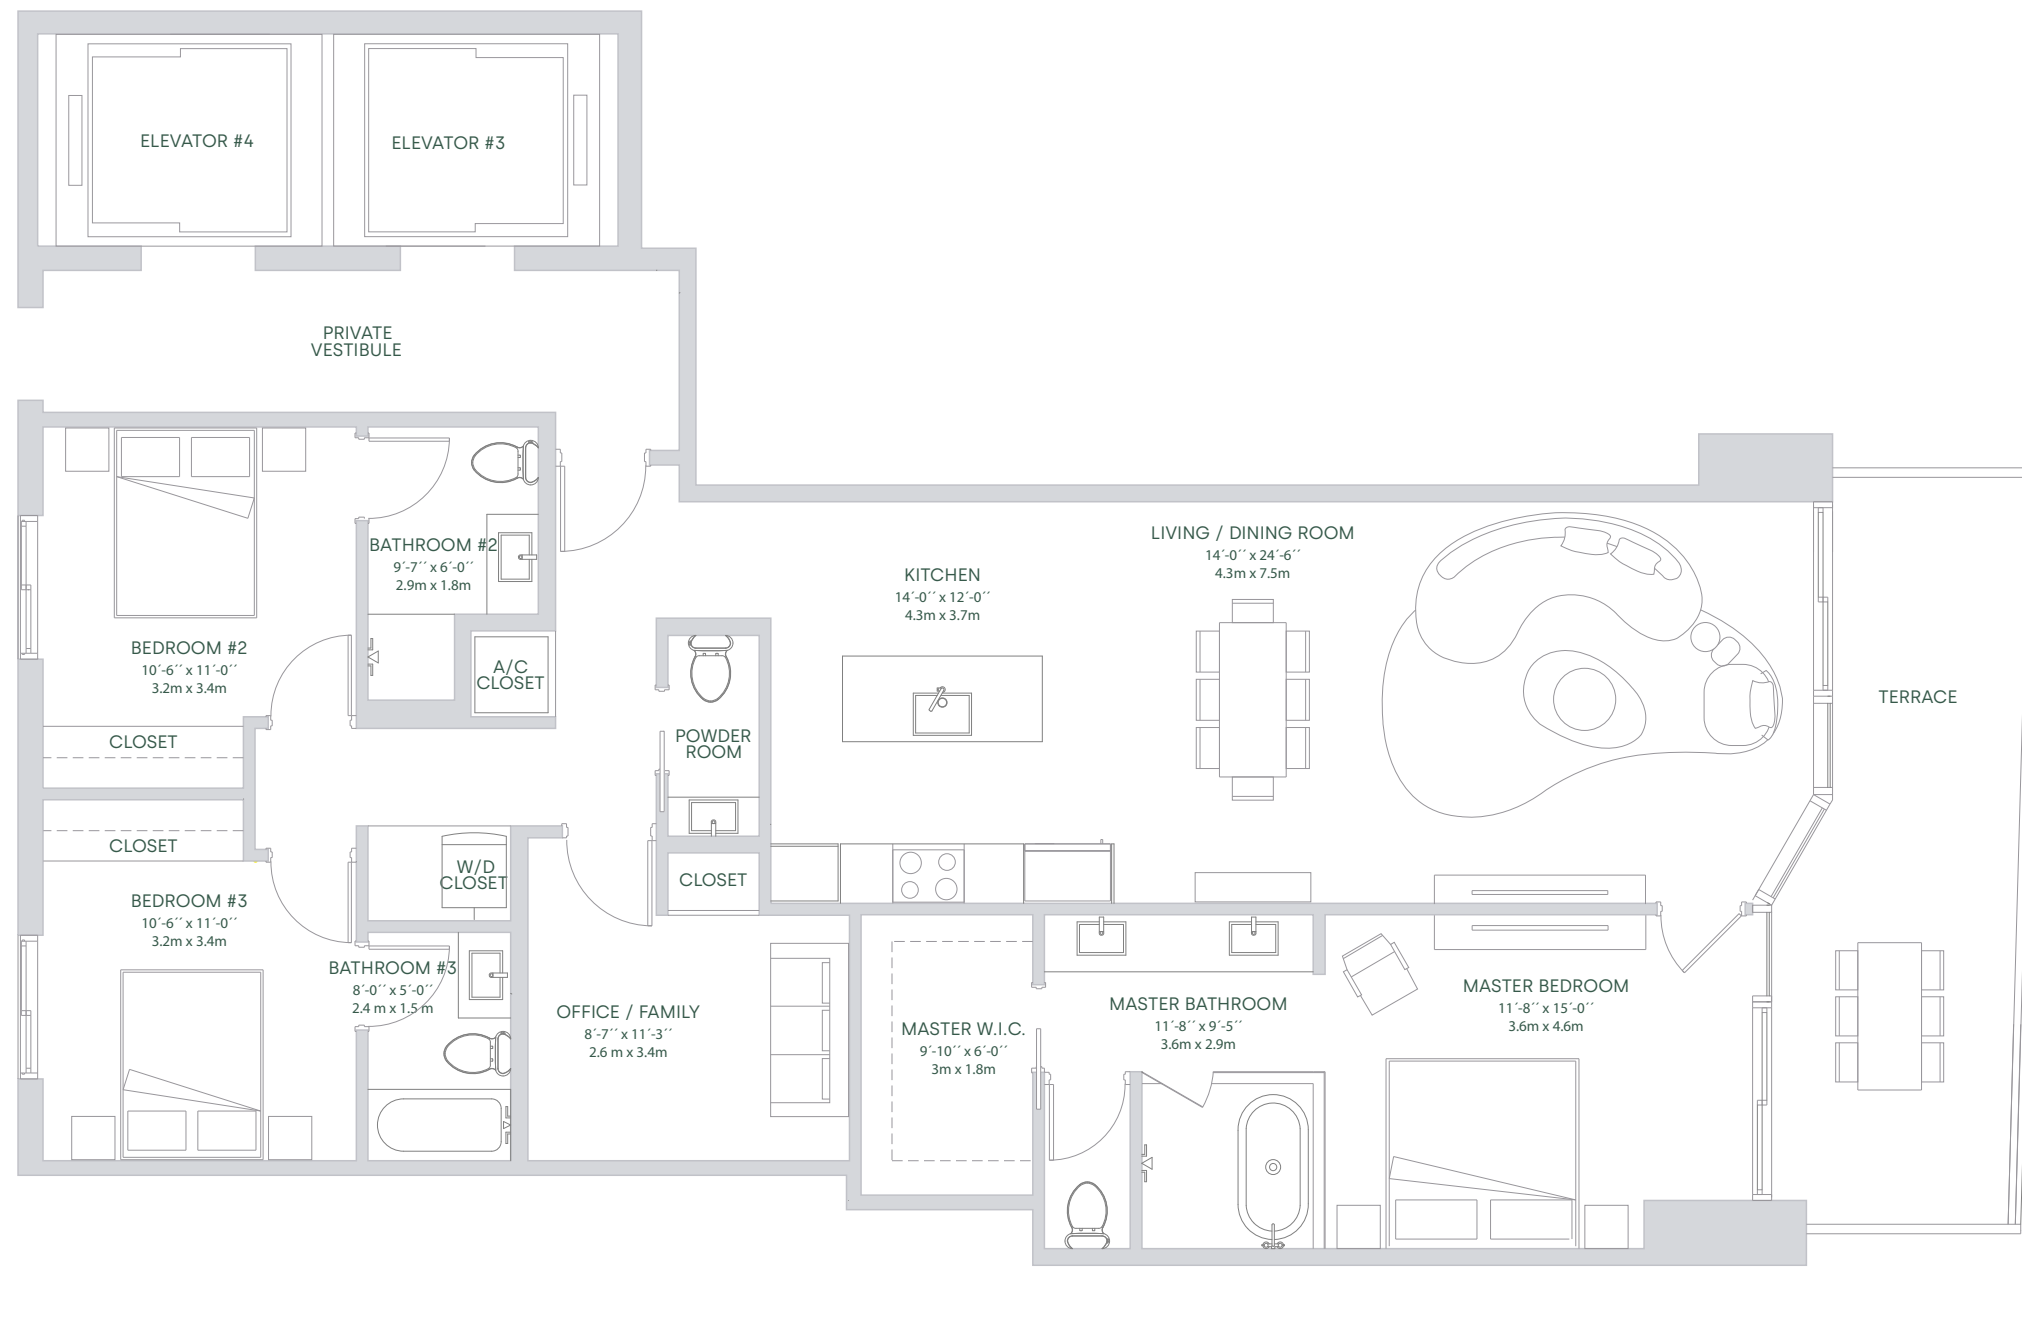 ELEVATOR #4
ELEVATOR #3
PRIVATE
VESTIBULE
BATHROOM #2
9´-7´´ x 6´-0´´
2.9m x 1.8m
BEDROOM #2
10´-6´´ x 11´-0´´
3.2m x 3.4m
A/C
CLOSET
CLOSET
POWDER
ROOM
KITCHEN
14´-0´´ x 12´-0´´
4.3m x 3.7m
LIVING / DINING ROOM
14´-0´´ x 24´-6´´
4.3m x 7.5m
TERRACE
CLOSET
W/D
CLOSET
CLOSET
BEDROOM #3
10´-6´´ x 11´-0´´
3.2m x 3.4m
BATHROOM #3
8´-0´´ x 5´-0´´
2.4 m x 1.5 m
OFFICE / FAMILY
8´-7´´ x 11´-3´´
2.6 m x 3.4m
MASTER W.I.C.
9´-10´´ x 6´-0´´
3m x 1.8m
MASTER BATHROOM
11´-8´´ x 9´-5´´
3.6m x 2.9m
MASTER BEDROOM
11´-8´´ x 15´-0´´
3.6m x 4.6m